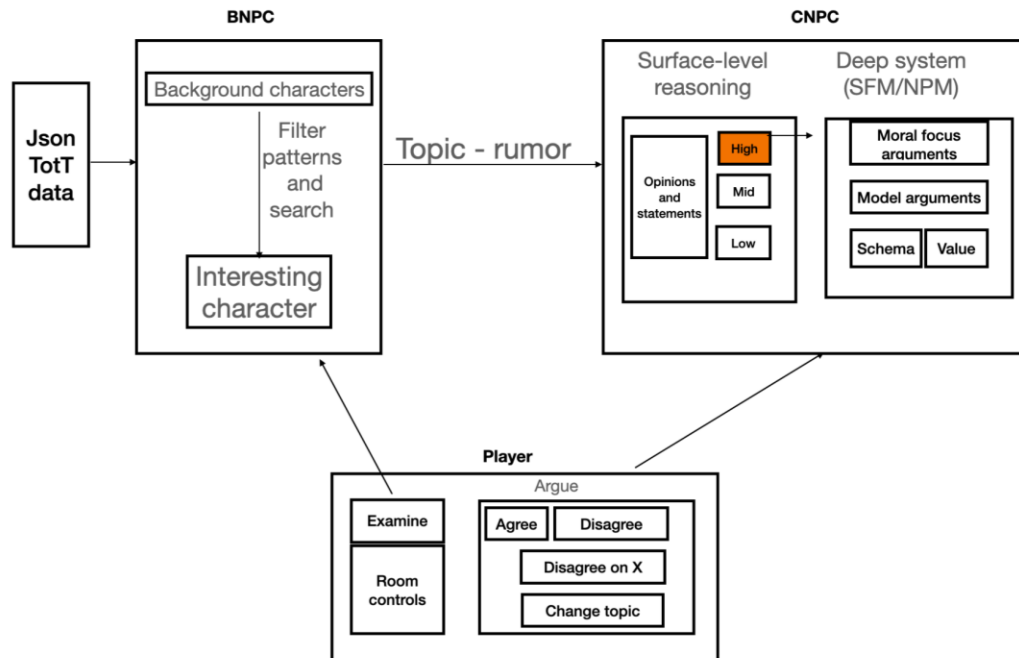 BNPC
CNPC
Json
TotT
data
Background characters
Filter
patterns
and
search
Interesting
character
Topic - rumor
Surface-level
reasoning
Opinions
and
statements
High
Mid
Low
Deep system
(SFM/NPM)
Moral focus
arguments
Model arguments
Schema
Value
Player
Examine
Room
controls
Argue
Agree
Disagree
Disagree on X
Change topic